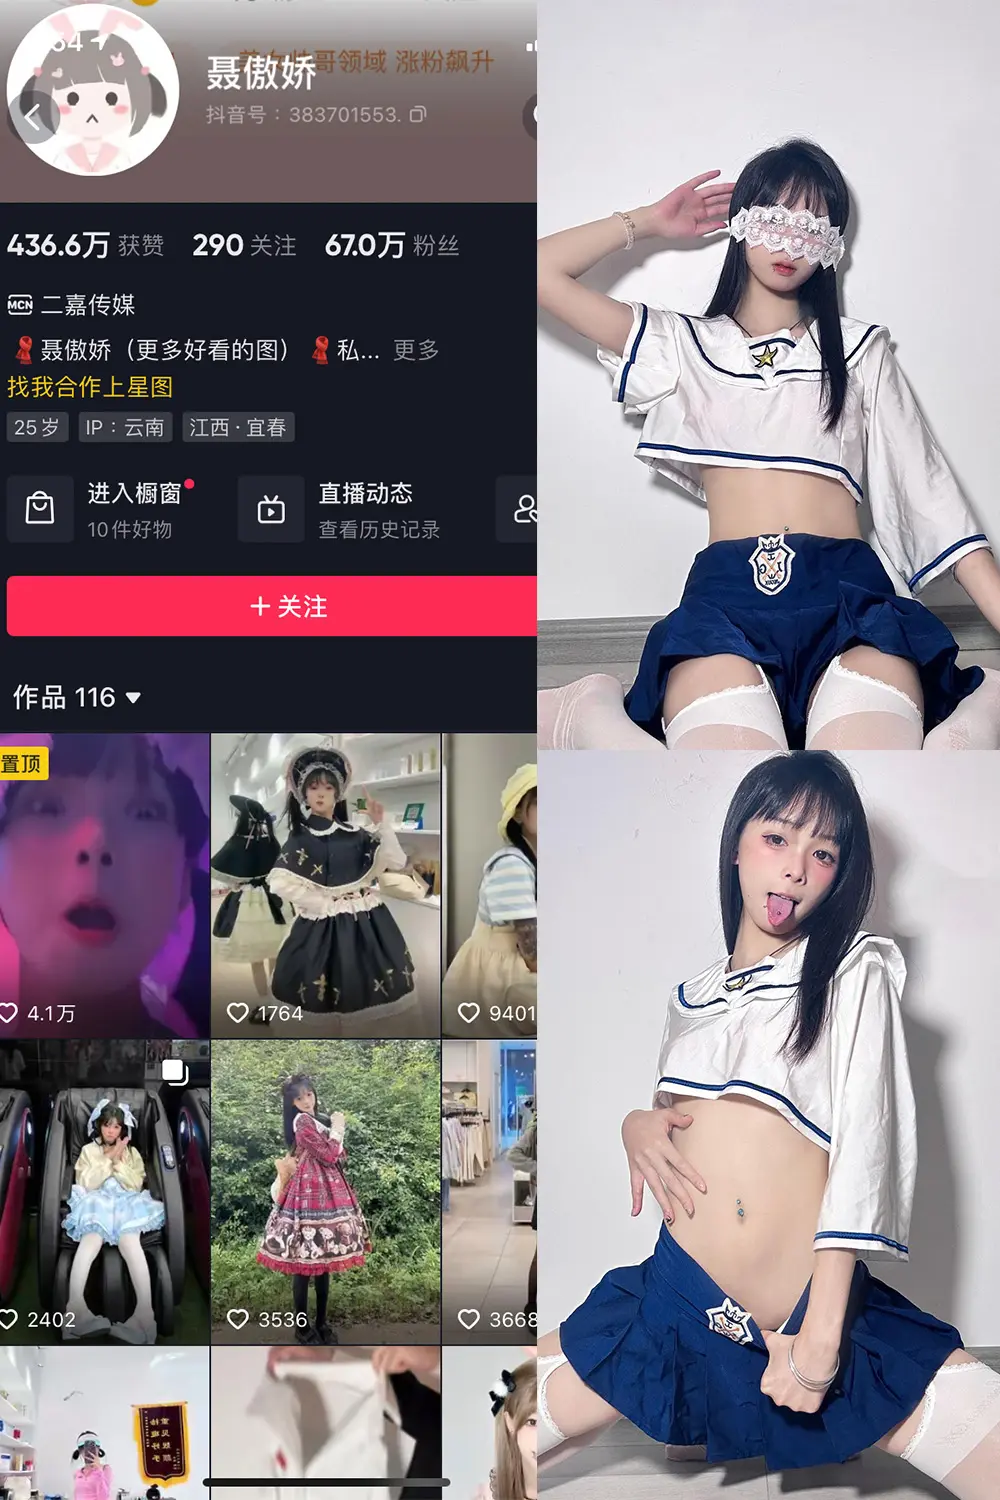 聂傲娇
哥领域 涨粉飙升
抖音号：383701553.
436.6万 获赞 290 关注 67.0万 粉丝
MCN 二嘉传媒
聂傲娇（更多好看的图） 私... 更多
找我合作上星图
25岁 IP：云南 江西·宜春
进入橱窗 直播动态
10件好物 查看历史记录
+ 关注
作品 116
置顶
4.1万 1764 9401
2402 3536 3668